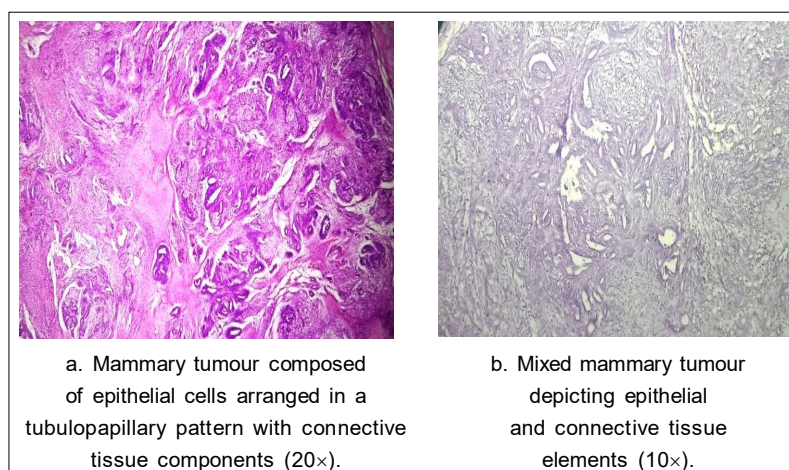 a. Mammary tumour composed
of epithelial cells arranged in a
tubulopapillary pattern with connective
tissue components (20×).
b. Mixed mammary tumour
depicting epithelial
and connective tissue
elements (10×).